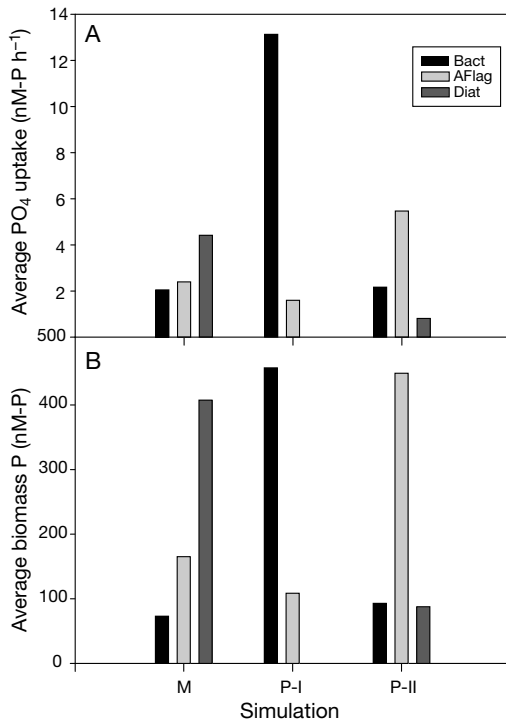 A
14
12
10
8
6
4
2
500
Average PO₄ uptake (nM-P h⁻¹)
Bact
AFlag
Diat
B
400
300
200
100
0
Average biomass P (nM-P)
M P-I P-II
Simulation